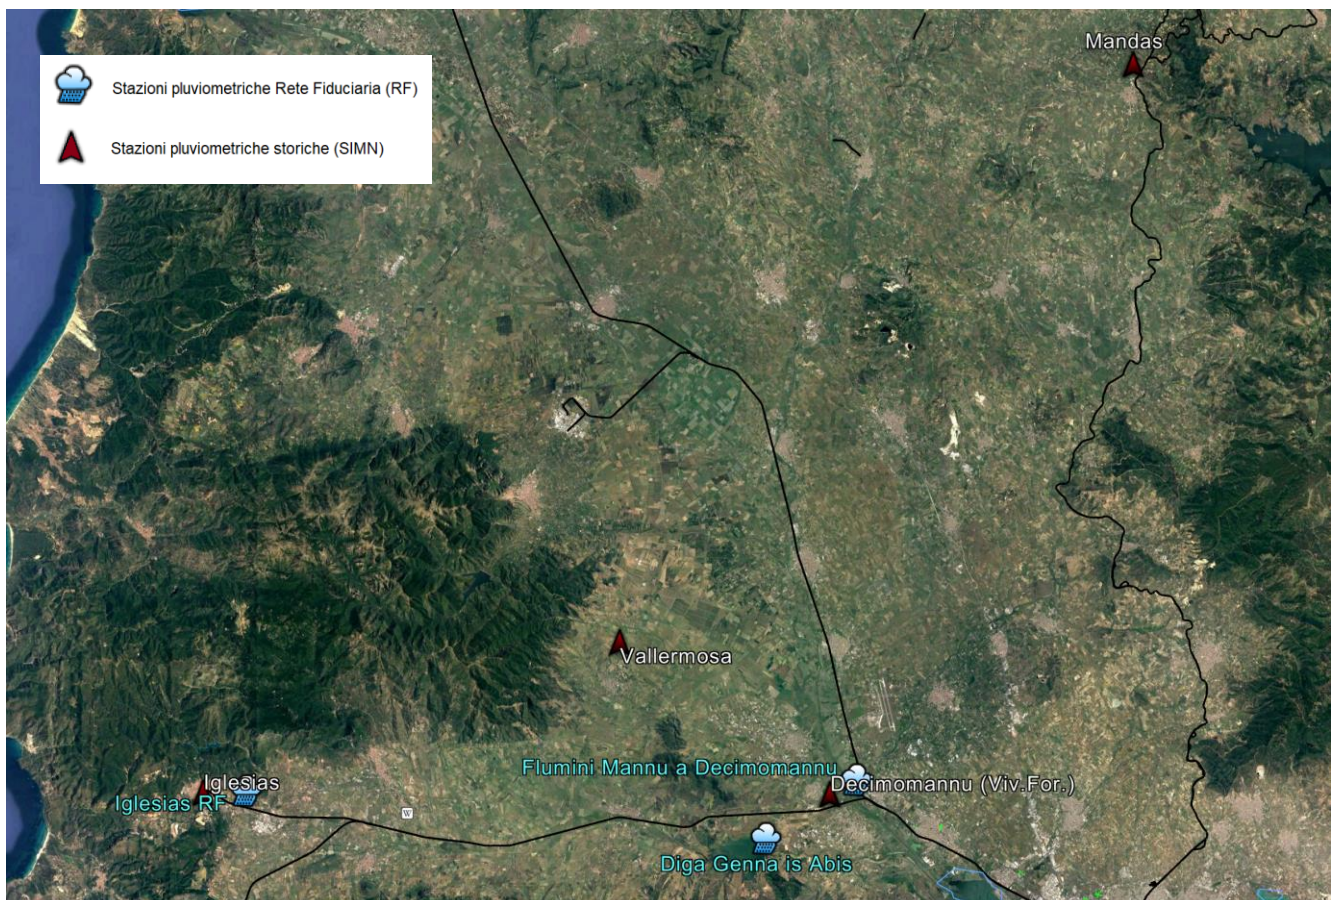 Mandas
Stazioni pluviometriche Rete Fiduciaria (RF)
Stazioni pluviometriche storiche (SIMN)
Vallermosa
Flumini Mannu a Decimomannu
Iglesias
Decimomannu (Viv.For.)
Iglesias RF
W
Diga Genna is Abis